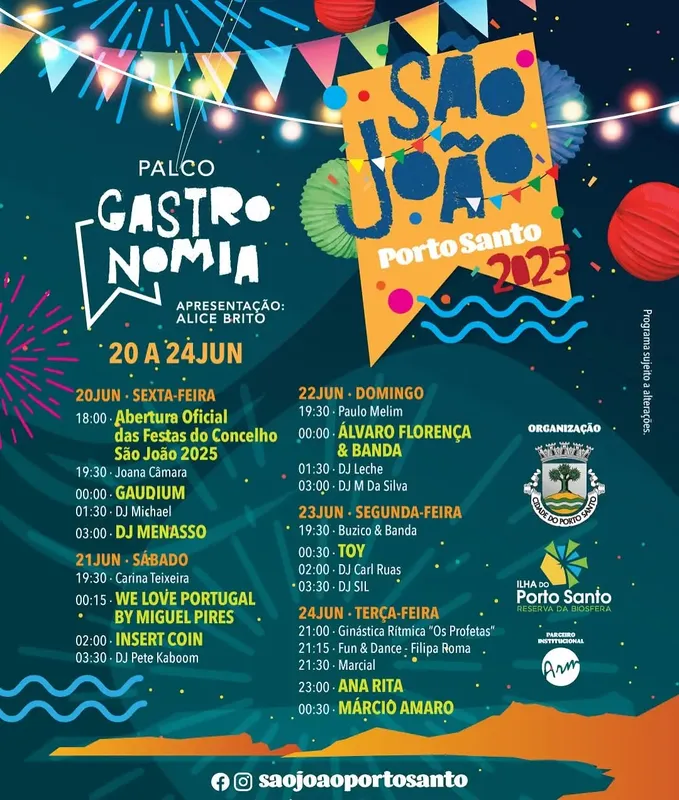 SÃO
JOÃO
Porto Santo
2025
PALCO
GASTRO
NOMIA
APRESENTAÇÃO:
ALICE BRITO
20 A 24JUN
20JUN · SEXTA-FEIRA
18:00 · Abertura Oficial
das Festas do Concelho
São João 2025
19:30 · Joana Câmara
00:00 · GAUDIUM
01:30 · DJ Michael
03:00 · DJ MENASSO
21JUN · SÁBADO
19:30 · Carina Teixeira
00:15 · WE LOVE PORTUGAL
BY MIGUEL PIRES
02:00 · INSERT COIN
03:30 · DJ Pete Kaboom
22JUN · DOMINGO
19:30 · Paulo Melim
00:00 · ÁLVARO FLORENÇA
& BANDA
01:30 · DJ Leche
03:00 · DJ M Da Silva
23JUN · SEGUNDA-FEIRA
19:30 · Buzico & Banda
00:30 · TOY
02:00 · DJ Carl Ruas
03:30 · DJ SIL
24JUN · TERÇA-FEIRA
21:00 · Ginástica Rítmica "Os Profetas"
21:15 · Fun & Dance - Filipa Roma
21:30 · Marcial
23:00 · ANA RITA
00:30 · MÁRCIO AMARO
Programa sujeito a alterações.
ORGANIZAÇÃO
CIDADE DO PORTO SANTO
ILHA DO
Porto Santo
RESERVA DA BIOSFERA
PARCEIRO
INSTITUCIONAL
Arm
saojoaoportosanto